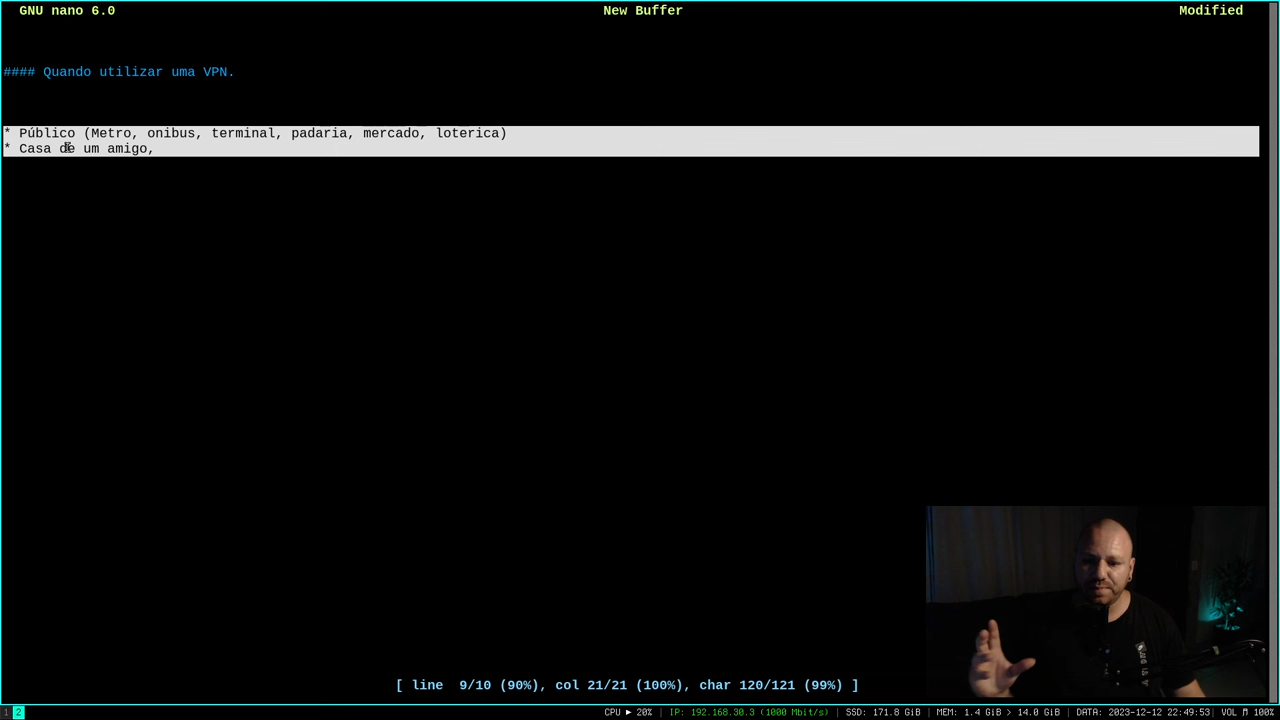 GNU nano 6.0 New Buffer Modified
#### Quando utilizar uma VPN.
* Público (Metro, onibus, terminal, padaria, mercado, loterica)
* Casa de um amigo,
[ line  9/10 (90%), col 21/21 (100%), char 120/121 (99%) ]
1 2 CPU ► 20% | IP: 192.168.30.3 (1000 Mbit/s) | SSD: 171.8 GiB | MEM: 1.4 GiB > 14.0 GiB | DATA: 2023-12-12 22:49:53| VOL 100%